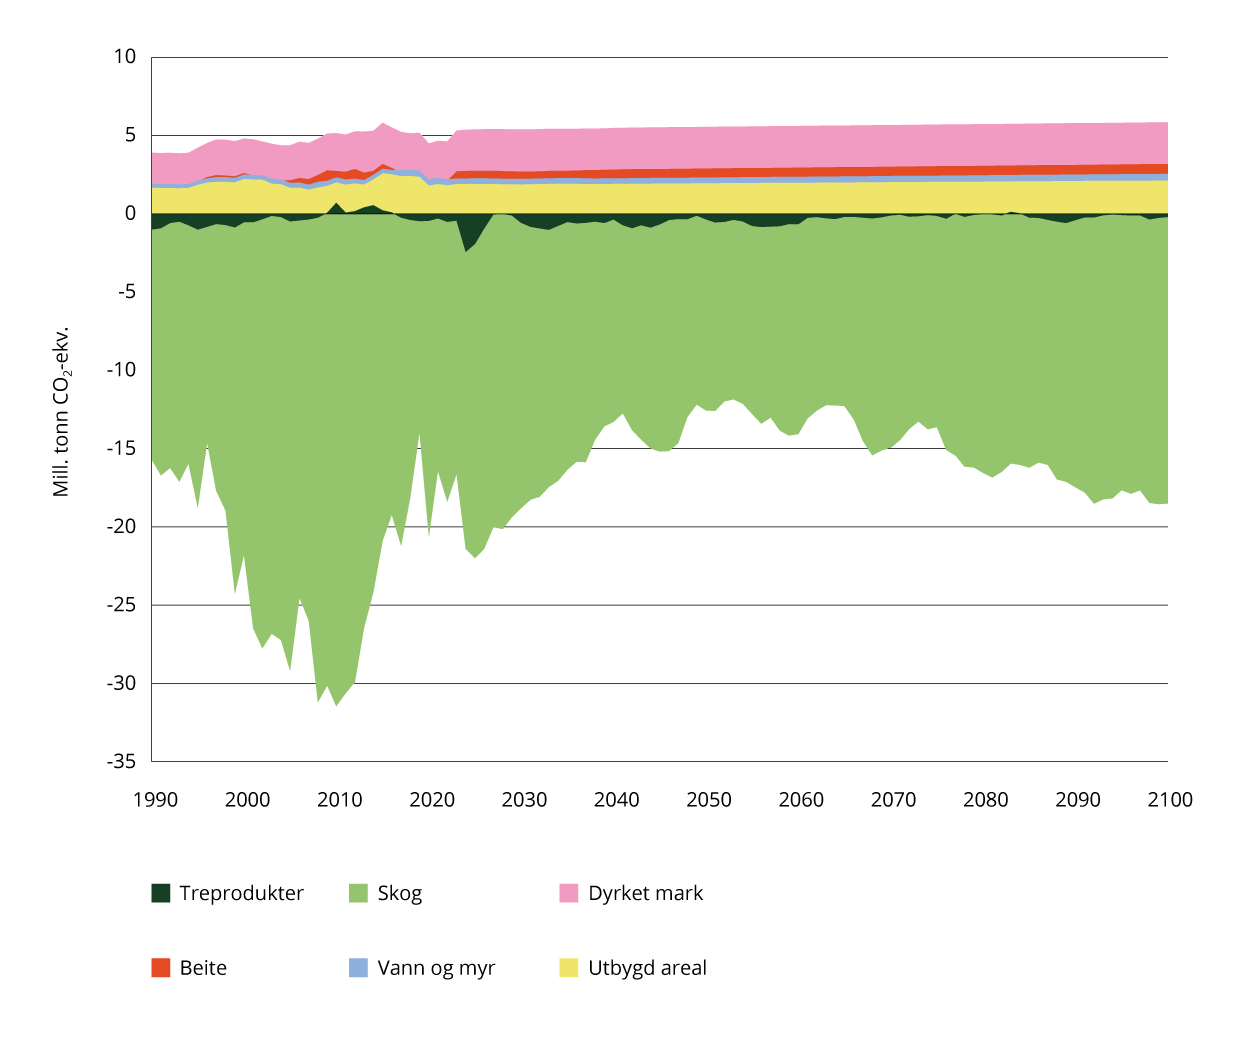 10
5
0
-5
-10
-15
-20
-25
-30
-35
Mill. tonn CO₂-ekv.
1990 2000 2010 2020 2030 2040 2050 2060 2070 2080 2090 2100
Treprodukter Skog Dyrket mark
Beite Vann og myr Utbygd areal